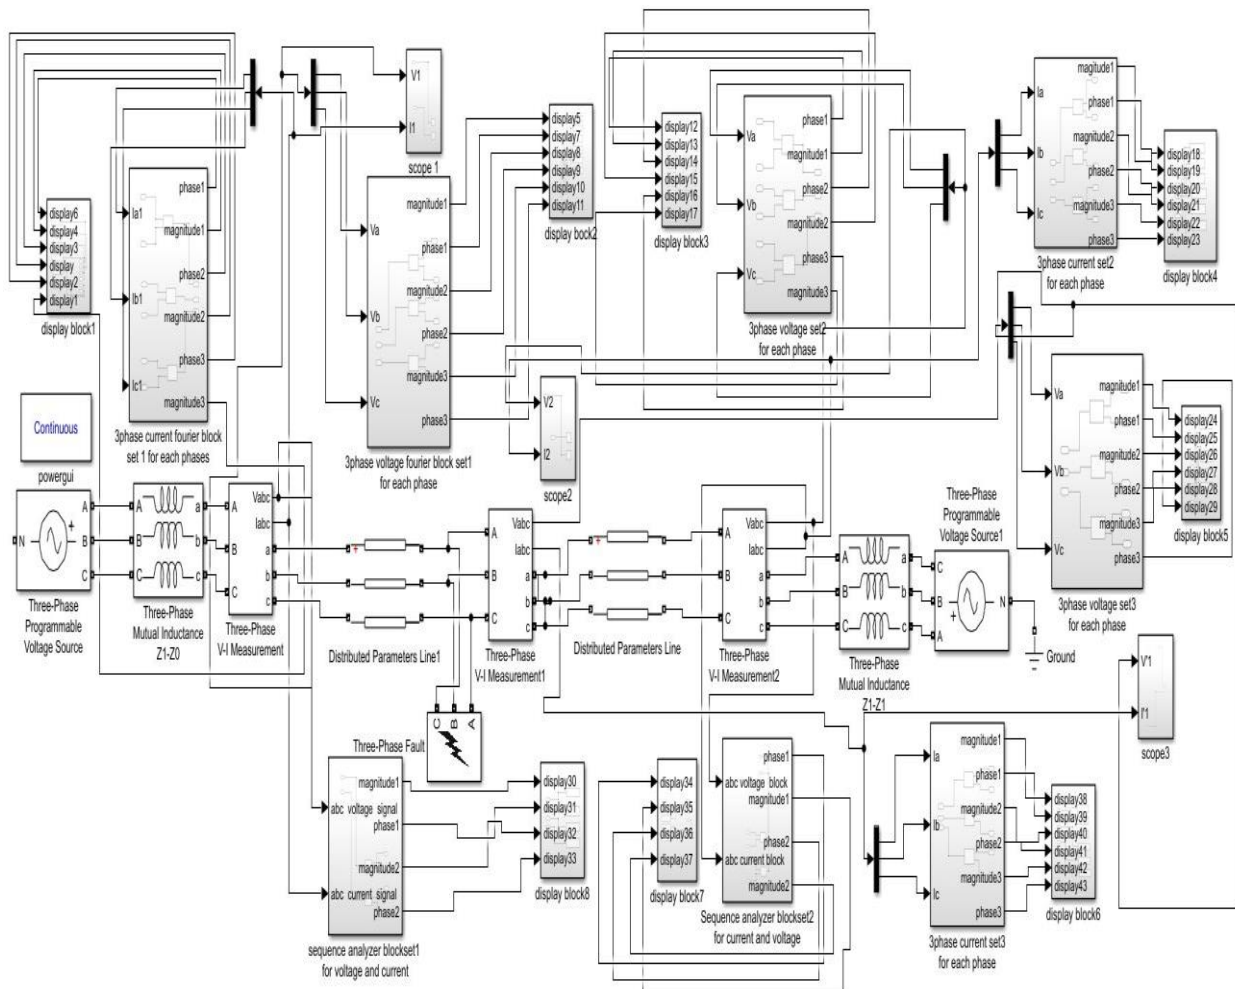 V1
I1
scope 1
display6
display4
display3
display
display2
display1
display block1
Ia1
Ib1
Ic1
phase1
magnitude1
phase2
magnitude2
phase3
magnitude3
3phase current fourier block
set 1 for each phases
Va
Vb
Vc
magnitude1
phase1
magnitude2
phase2
magnitude3
phase3
3phase voltage fourier block set1
for each phase
display5
display7
display8
display9
display10
display11
display bock2
display12
display13
display14
display15
display16
display17
display block3
Va
Vb
Vc
phase1
magnitude1
phase2
magnitude2
phase3
magnitude3
3phase voltage set2
for each phase
Ia
Ib
Ic
magitude1
phase1
magnitude2
phase2
magnitude3
phase3
3phase current set2
for each phase
display18
display19
display20
display21
display22
display23
display block4
V2
I2
scope2
Va
Vb
Vc
magnitude1
phase1
magnitude2
phase2
magnitude3
phase3
3phase voltage set3
for each phase
display24
display25
display26
display27
display28
display29
display block5
Continuous
powergui
N
+
A
B
C
Three-Phase
Programmable
Voltage Source
A
B
C
a
b
c
Three-Phase
Mutual Inductance
Z1-Z0
A
B
C
Vabc
Iabc
a
b
c
Three-Phase
V-I Measurement
Distributed Parameters Line1
A
B
C
Vabc
Iabc
a
b
c
Three-Phase
V-I Measurement1
Distributed Parameters Line
A
B
C
Vabc
Iabc
a
b
c
Three-Phase
V-I Measurement2
A
B
C
a
b
c
Three-Phase
Mutual Inductance
Z1-Z1
Three-Phase
Programmable
Voltage Source1
C
B
A
+
N
Ground
C
B
A
Three-Phase Fault
V'1
I'1
scope3
abc voltage signal
abc current_signal
magnitude1
phase1
magnitude2
phase2
sequence analyzer blockset1
for voltage and current
display30
display31
display32
display33
display block8
display34
display35
display36
display37
display block7
abc voltage block
abc current block
phase1
magnitude1
phase2
magnitude2
Sequence analyzer blockset2
for current and voltage
Ia
Ib
Ic
magnitude1
phase1
magnitude2
phase2
magnitude3
phase3
3phase current set3
for each phase
display38
display39
display40
display41
display42
display43
display block6